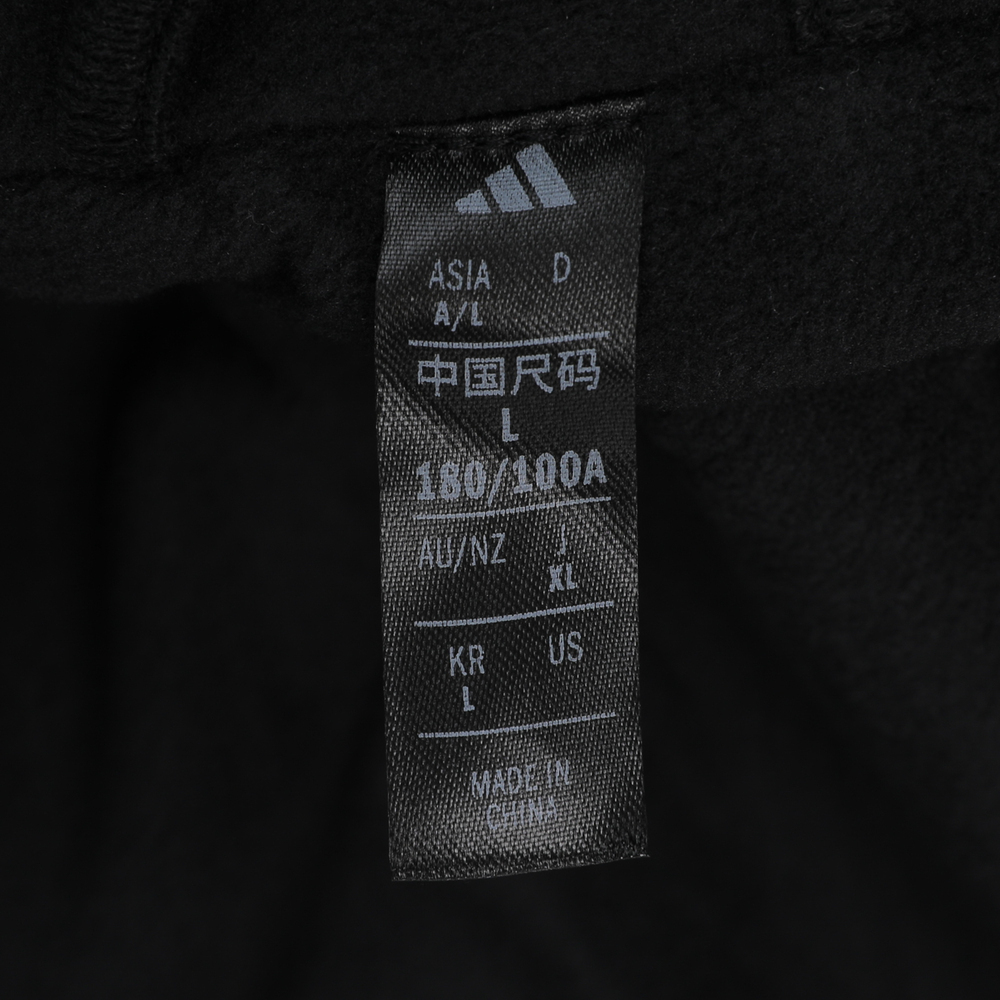 ASIA D
A/L
中国尺码
L
180/100A
AU/NZ J
XL
KR US
L
MADE IN
CHINA